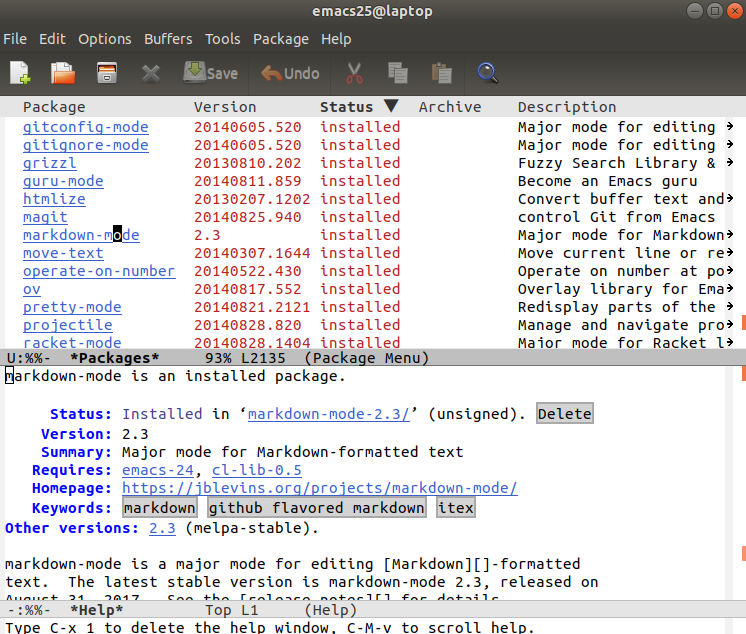 emacs25@laptop
File Edit Options Buffers Tools Package Help
Save Undo
Package Version Status ▼ Archive Description
gitconfig-mode 20140605.520 installed Major mode for editing
gitignore-mode 20140605.520 installed Major mode for editing
grizzl 20130810.202 installed Fuzzy Search Library &
guru-mode 20140811.859 installed Become an Emacs guru
htmlize 20130207.1202 installed Convert buffer text and
magit 20140825.940 installed control Git from Emacs
markdown-mode 2.3 installed Major mode for Markdown
move-text 20140307.1644 installed Move current line or re
operate-on-number 20140522.430 installed Operate on number at po
ov 20140817.552 installed Overlay library for Ema
pretty-mode 20140821.2121 installed Redisplay parts of the
projectile 20140828.820 installed Manage and navigate pro
racket-mode 20140828.1404 installed Major mode for Racket l
U:%%- *Packages* 93% L2135 (Package Menu)
markdown-mode is an installed package.
Status: Installed in ‘markdown-mode-2.3/’ (unsigned). Delete
Version: 2.3
Summary: Major mode for Markdown-formatted text
Requires: emacs-24, cl-lib-0.5
Homepage: https://jblevins.org/projects/markdown-mode/
Keywords: markdown github flavored markdown itex
Other versions: 2.3 (melpa-stable).
markdown-mode is a major mode for editing [Markdown][]-formatted
text. The latest stable version is markdown-mode 2.3, released on
August 31, 2017. See the [release notes][] for details.
-:%%- *Help* Top L1 (Help)
Type C-x 1 to delete the help window, C-M-v to scroll help.